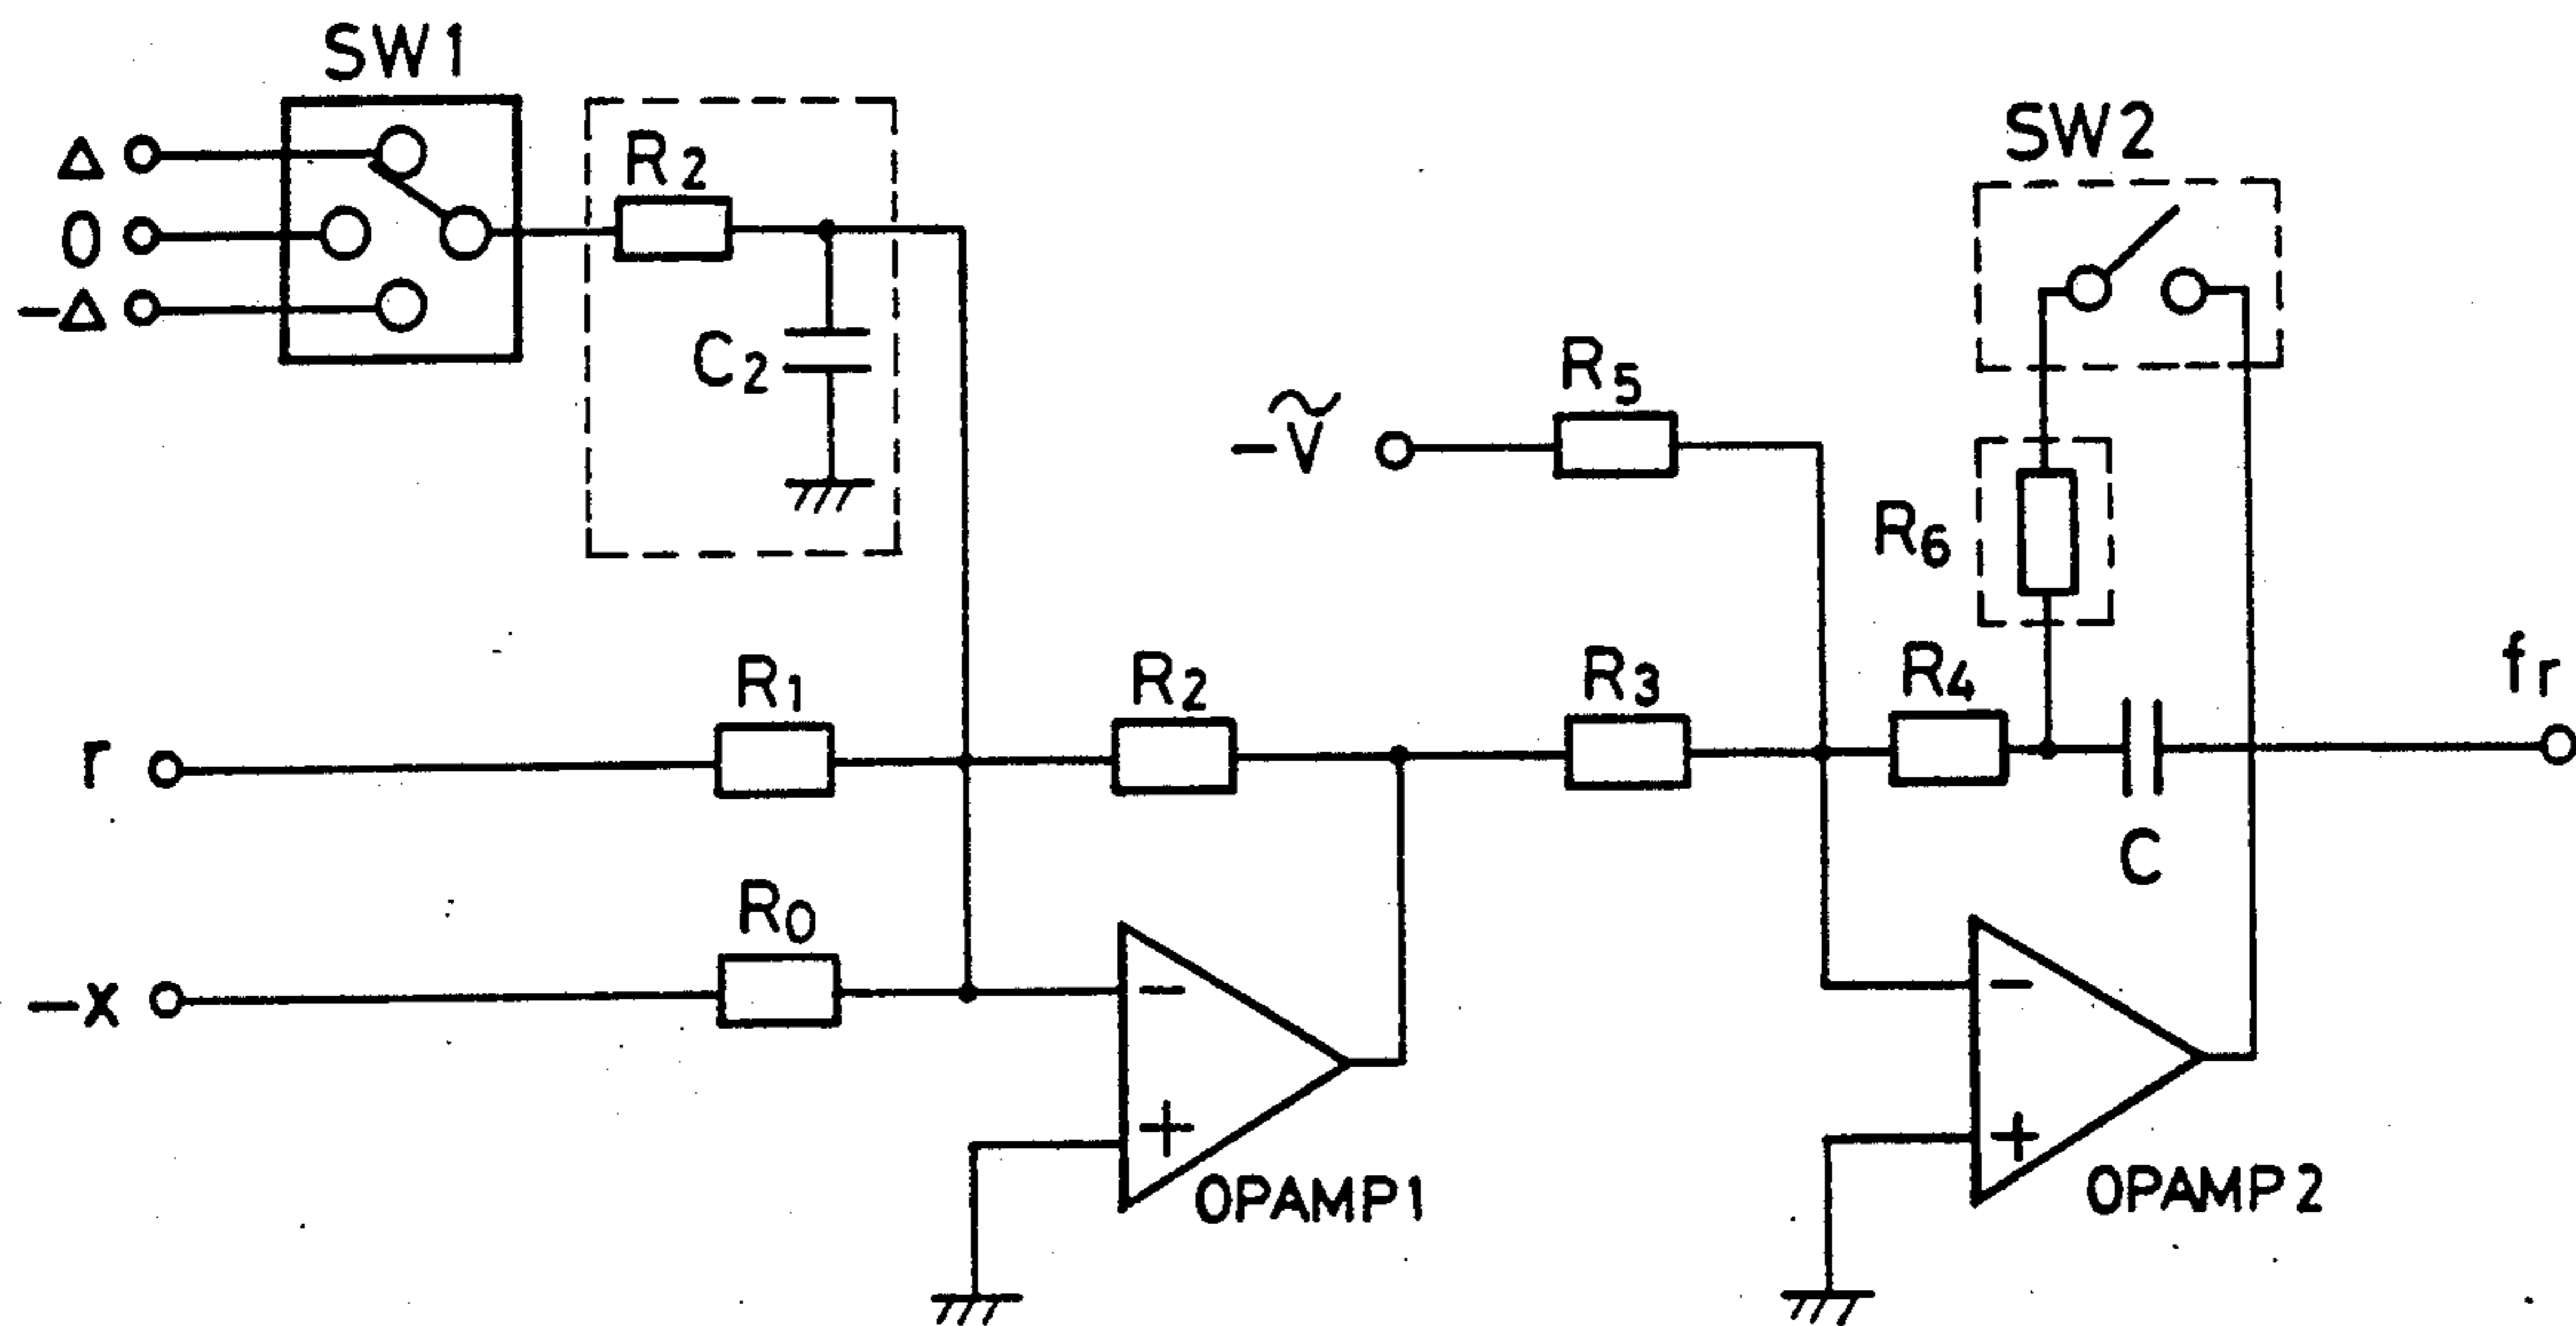 SW1
Δ
0
-Δ
R2
C2
SW2
-Ṽ
R5
R6
r
R1
R2
R3
R4
C
fr
-x
R0
-
+
OPAMP1
-
+
OPAMP2